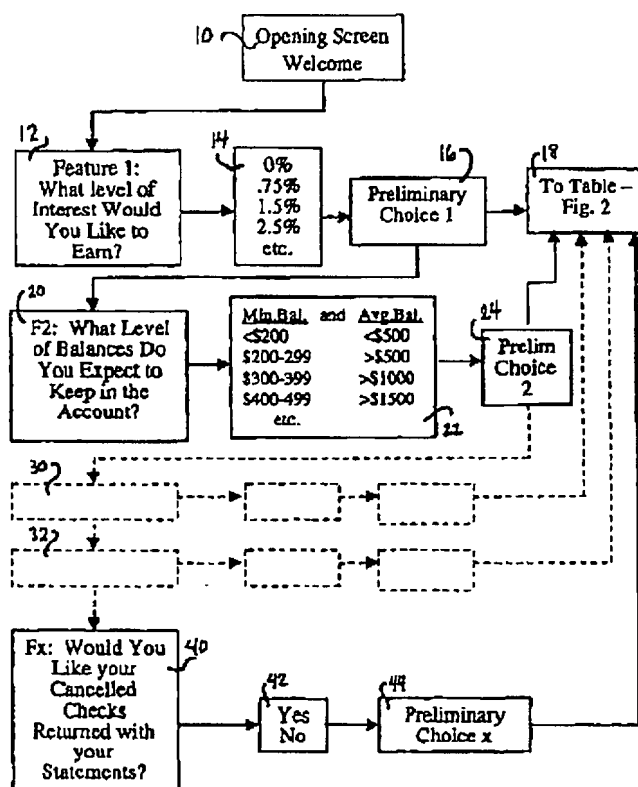 10
Opening Screen
Welcome
12
Feature 1:
What level of
Interest Would
You Like to
Earn?
14
0%
.75%
1.5%
2.5%
etc.
16
Preliminary
Choice 1
18
To Table –
Fig. 2
20
F2: What Level
of Balances Do
You Expect to
Keep in the
Account?
Min.Bal. and Avg.Bal.
<$200 <$500
$200-299 >$500
$300-399 >$1000
$400-499 >$1500
etc.
22
24
Prelim
Choice
2
30
32
Fx: Would You
Like your
Cancelled
Checks
Returned with
your
Statements?
40
42
Yes
No
44
Preliminary
Choice x